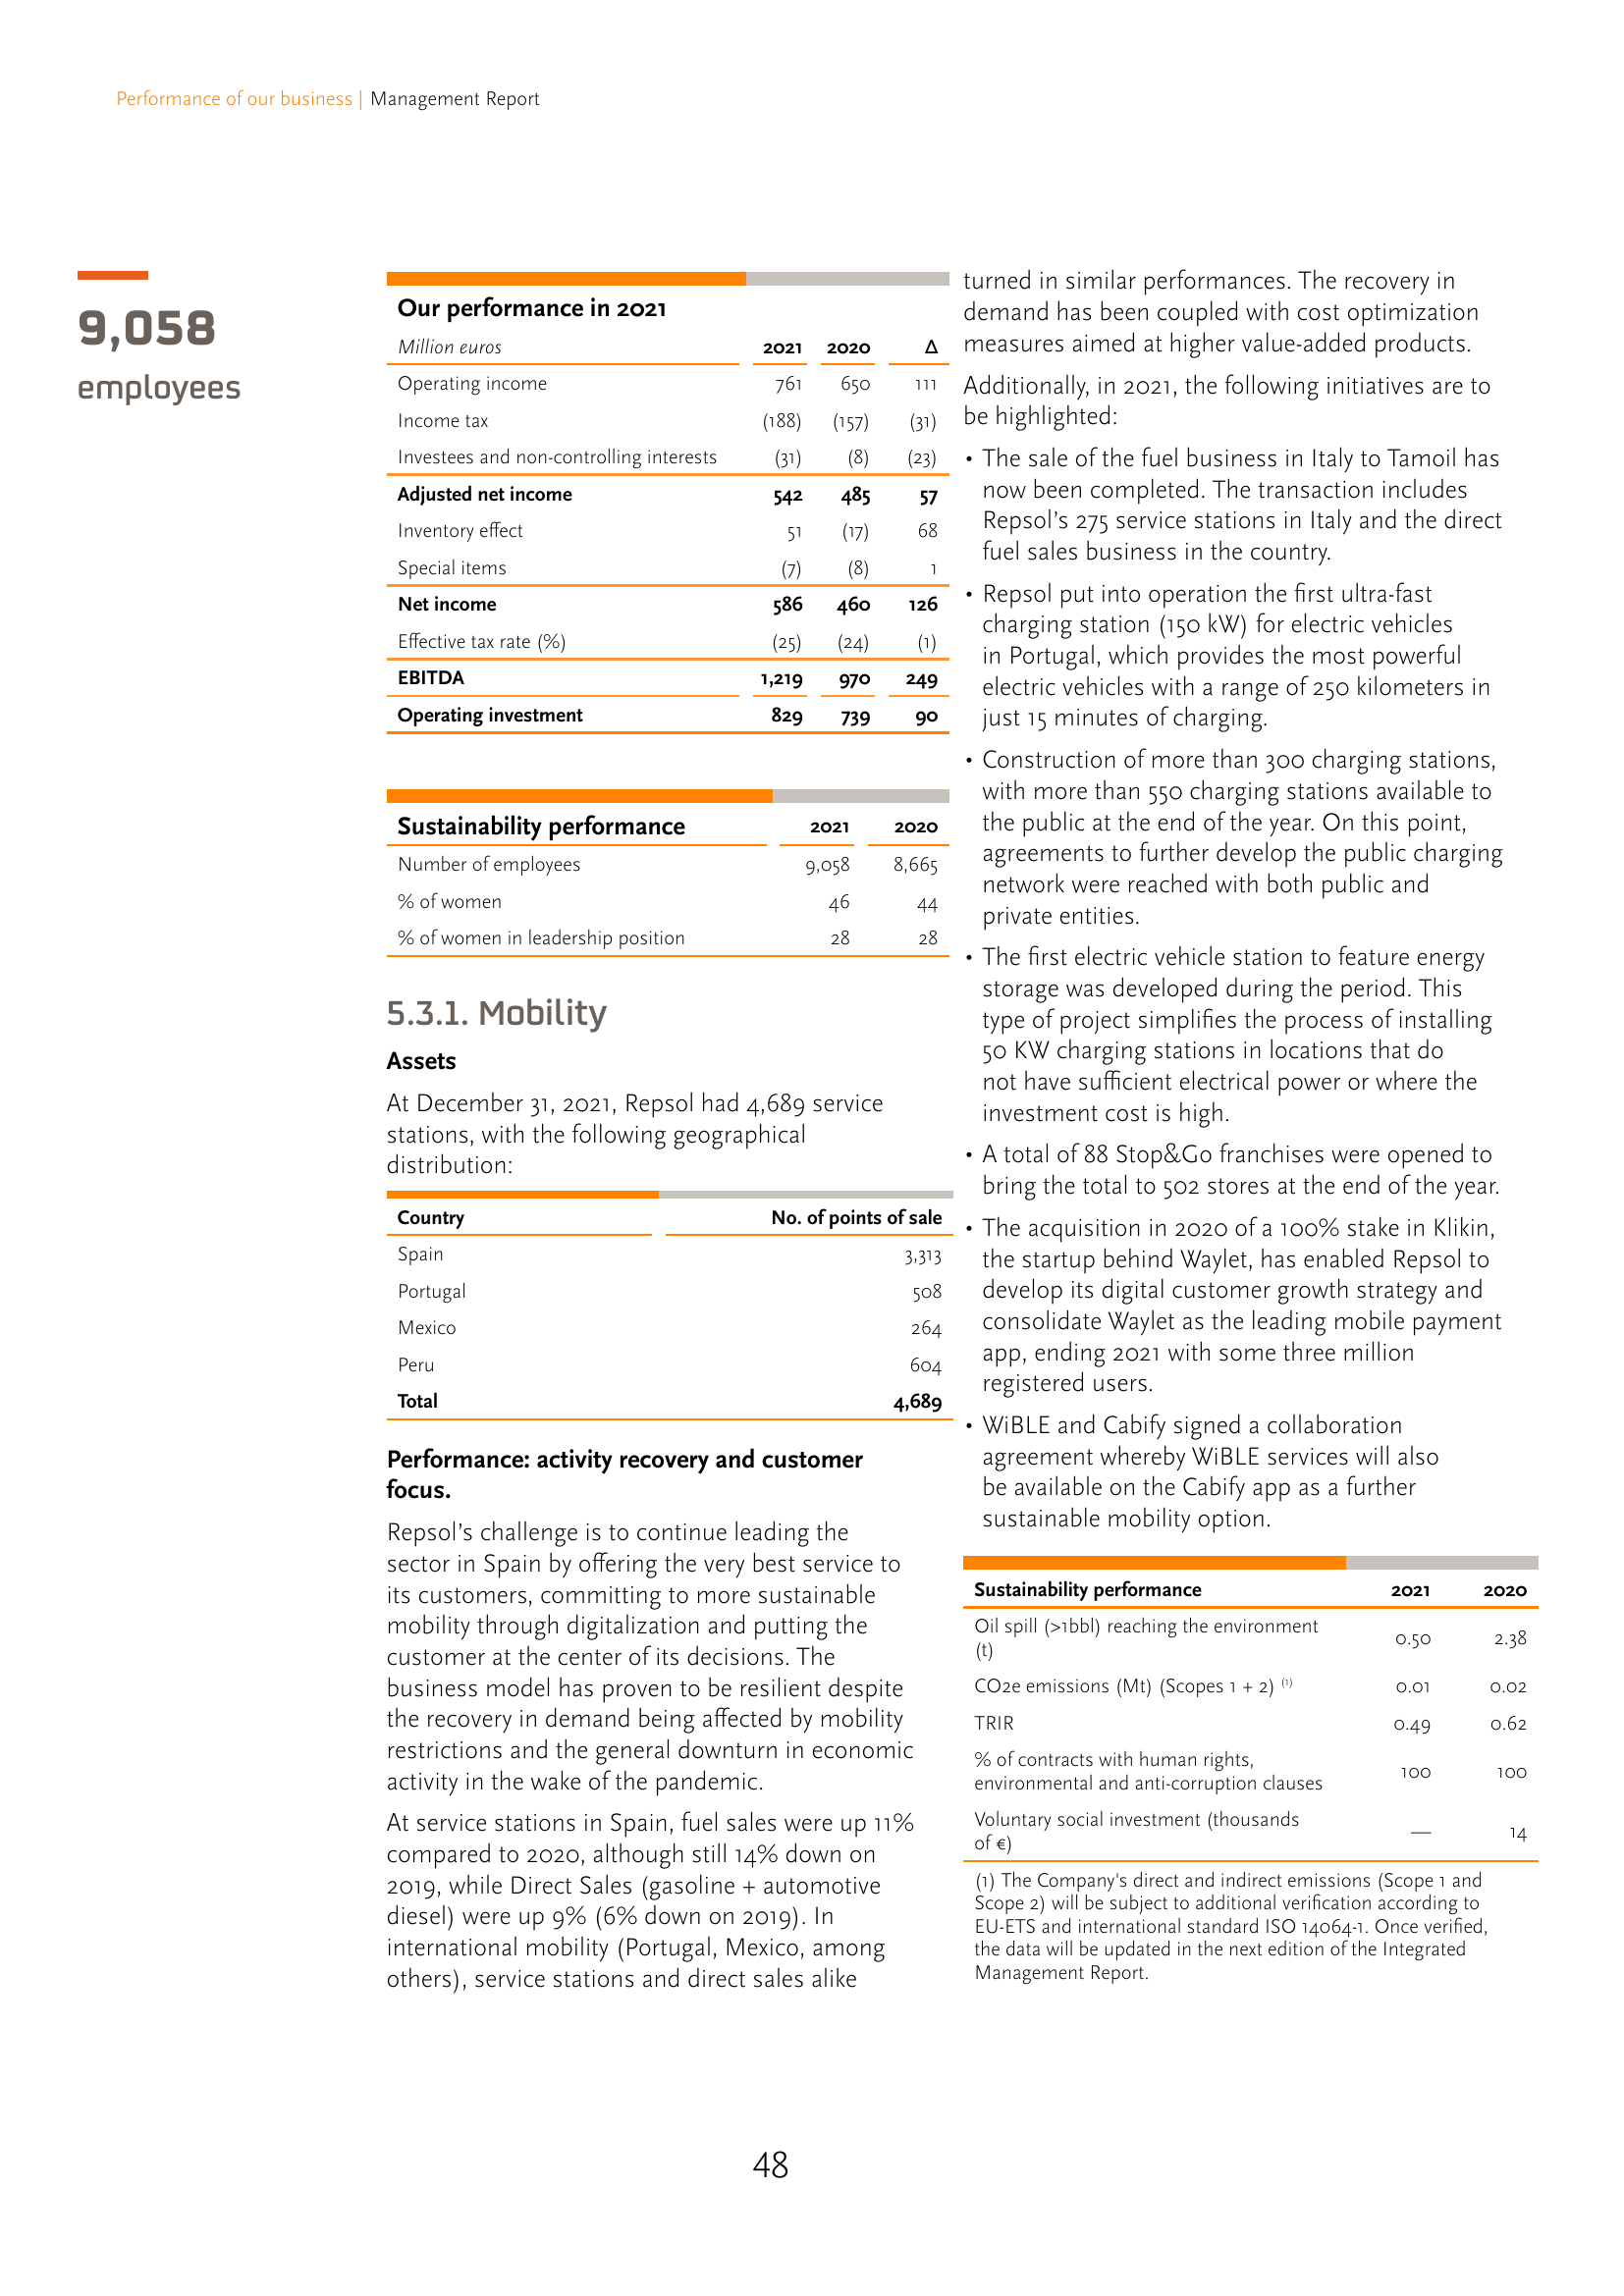 Performance of our business | Management Report
9,058
employees
Our performance in 2021
Million euros 2021 2020 Δ
Operating income 761 650 111
Income tax (188) (157) (31)
Investees and non-controlling interests (31) (8) (23)
Adjusted net income 542 485 57
Inventory effect 51 (17) 68
Special items (7) (8) 1
Net income 586 460 126
Effective tax rate (%) (25) (24) (1)
EBITDA 1,219 970 249
Operating investment 829 739 90
Sustainability performance 2021 2020
Number of employees 9,058 8,665
% of women 46 44
% of women in leadership position 28 28
5.3.1. Mobility
Assets
At December 31, 2021, Repsol had 4,689 service
stations, with the following geographical
distribution:
Country No. of points of sale
Spain 3,313
Portugal 508
Mexico 264
Peru 604
Total 4,689
Performance: activity recovery and customer
focus.
Repsol’s challenge is to continue leading the
sector in Spain by offering the very best service to
its customers, committing to more sustainable
mobility through digitalization and putting the
customer at the center of its decisions. The
business model has proven to be resilient despite
the recovery in demand being affected by mobility
restrictions and the general downturn in economic
activity in the wake of the pandemic.
At service stations in Spain, fuel sales were up 11%
compared to 2020, although still 14% down on
2019, while Direct Sales (gasoline + automotive
diesel) were up 9% (6% down on 2019). In
international mobility (Portugal, Mexico, among
others), service stations and direct sales alike
turned in similar performances. The recovery in
demand has been coupled with cost optimization
measures aimed at higher value-added products.
Additionally, in 2021, the following initiatives are to
be highlighted:
• The sale of the fuel business in Italy to Tamoil has
now been completed. The transaction includes
Repsol’s 275 service stations in Italy and the direct
fuel sales business in the country.
• Repsol put into operation the first ultra-fast
charging station (150 kW) for electric vehicles
in Portugal, which provides the most powerful
electric vehicles with a range of 250 kilometers in
just 15 minutes of charging.
• Construction of more than 300 charging stations,
with more than 550 charging stations available to
the public at the end of the year. On this point,
agreements to further develop the public charging
network were reached with both public and
private entities.
• The first electric vehicle station to feature energy
storage was developed during the period. This
type of project simplifies the process of installing
50 KW charging stations in locations that do
not have sufficient electrical power or where the
investment cost is high.
• A total of 88 Stop&Go franchises were opened to
bring the total to 502 stores at the end of the year.
• The acquisition in 2020 of a 100% stake in Klikin,
the startup behind Waylet, has enabled Repsol to
develop its digital customer growth strategy and
consolidate Waylet as the leading mobile payment
app, ending 2021 with some three million
registered users.
• WiBLE and Cabify signed a collaboration
agreement whereby WiBLE services will also
be available on the Cabify app as a further
sustainable mobility option.
Sustainability performance 2021 2020
Oil spill (>1bbl) reaching the environment
(t) 0.50 2.38
CO2e emissions (Mt) (Scopes 1 + 2) (1) 0.01 0.02
TRIR 0.49 0.62
% of contracts with human rights,
environmental and anti-corruption clauses 100 100
Voluntary social investment (thousands
of €) — 14
(1) The Company's direct and indirect emissions (Scope 1 and
Scope 2) will be subject to additional verification according to
EU-ETS and international standard ISO 14064-1. Once verified,
the data will be updated in the next edition of the Integrated
Management Report.
48